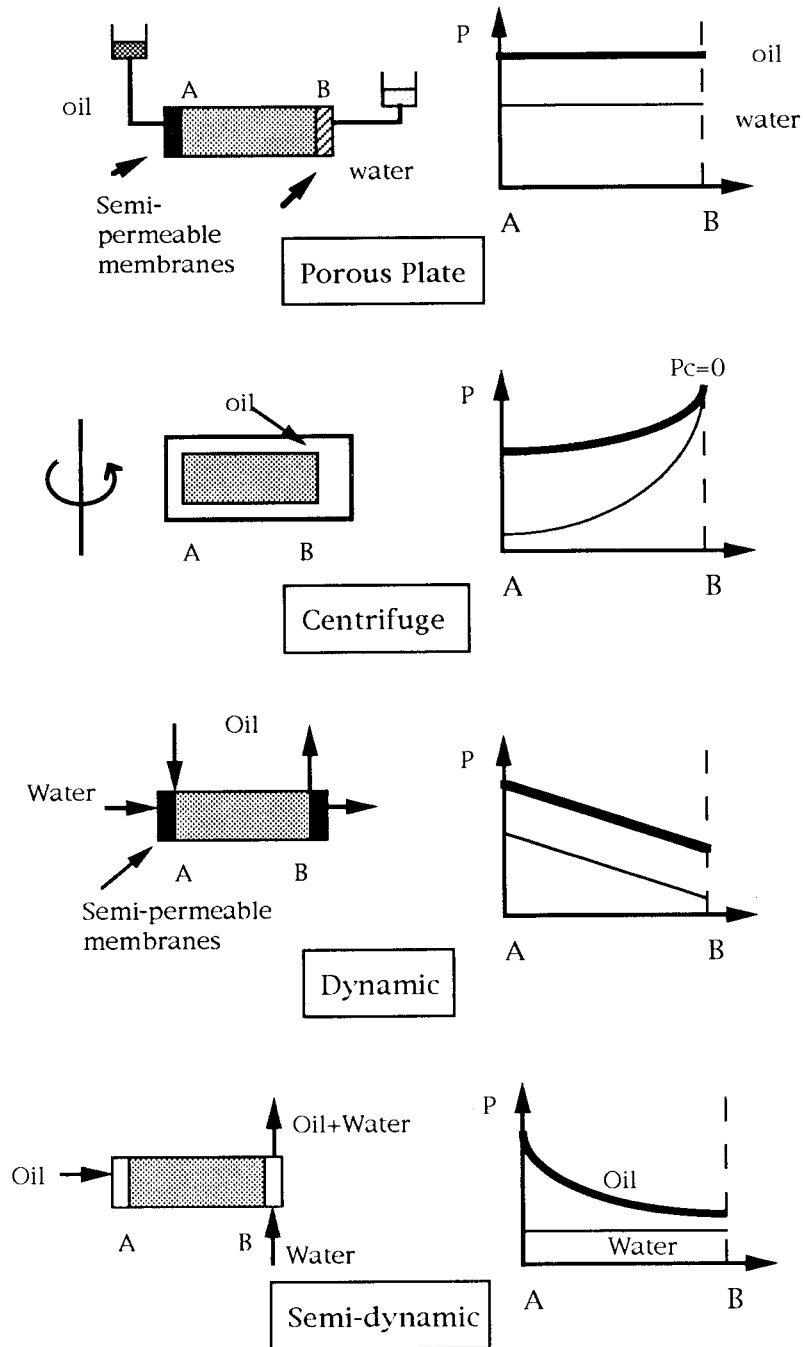 P
oil
water
A
B
oil
A
B
water
Semi-
permeable
membranes
Porous Plate
P
Pc=0
A
B
oil
A
B
Centrifuge
P
A
B
Oil
Water
A
B
Semi-permeable
membranes
Dynamic
P
Oil
Water
A
B
Oil+Water
Oil
A
B
Water
Semi-dynamic